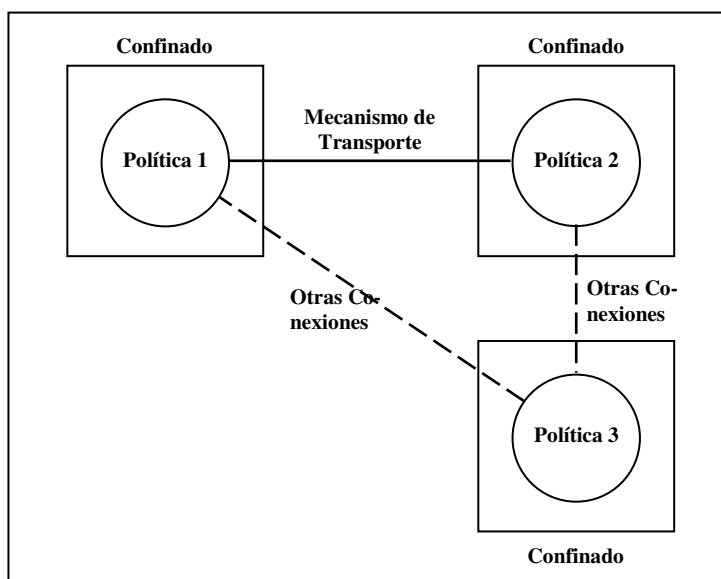 Confinado
Confinado
Mecanismo de
Transporte
Política 1
Política 2
Otras Co-
nexiones
Otras Co-
nexiones
Política 3
Confinado